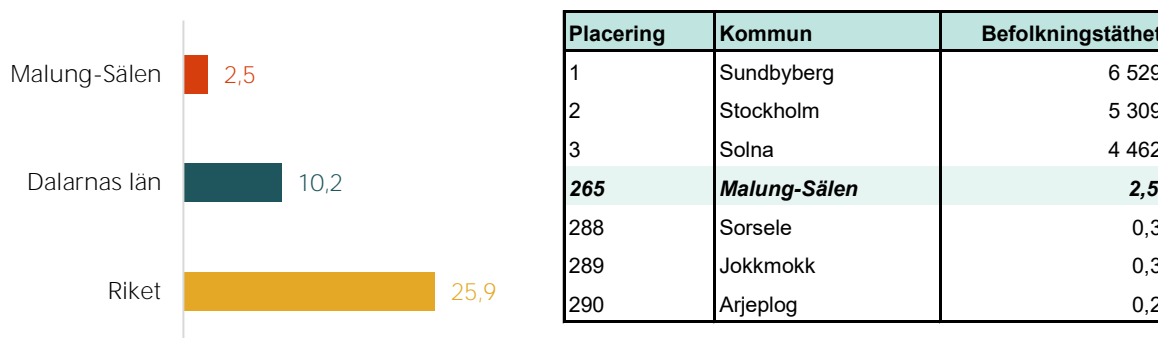 Malung-Sälen 2,5
Dalarnas län 10,2
Riket 25,9
Placering Kommun Befolkningstäthet
1 Sundbyberg 6 529
2 Stockholm 5 309
3 Solna 4 462
265 Malung-Sälen 2,5
288 Sorsele 0,3
289 Jokkmokk 0,3
290 Arjeplog 0,2